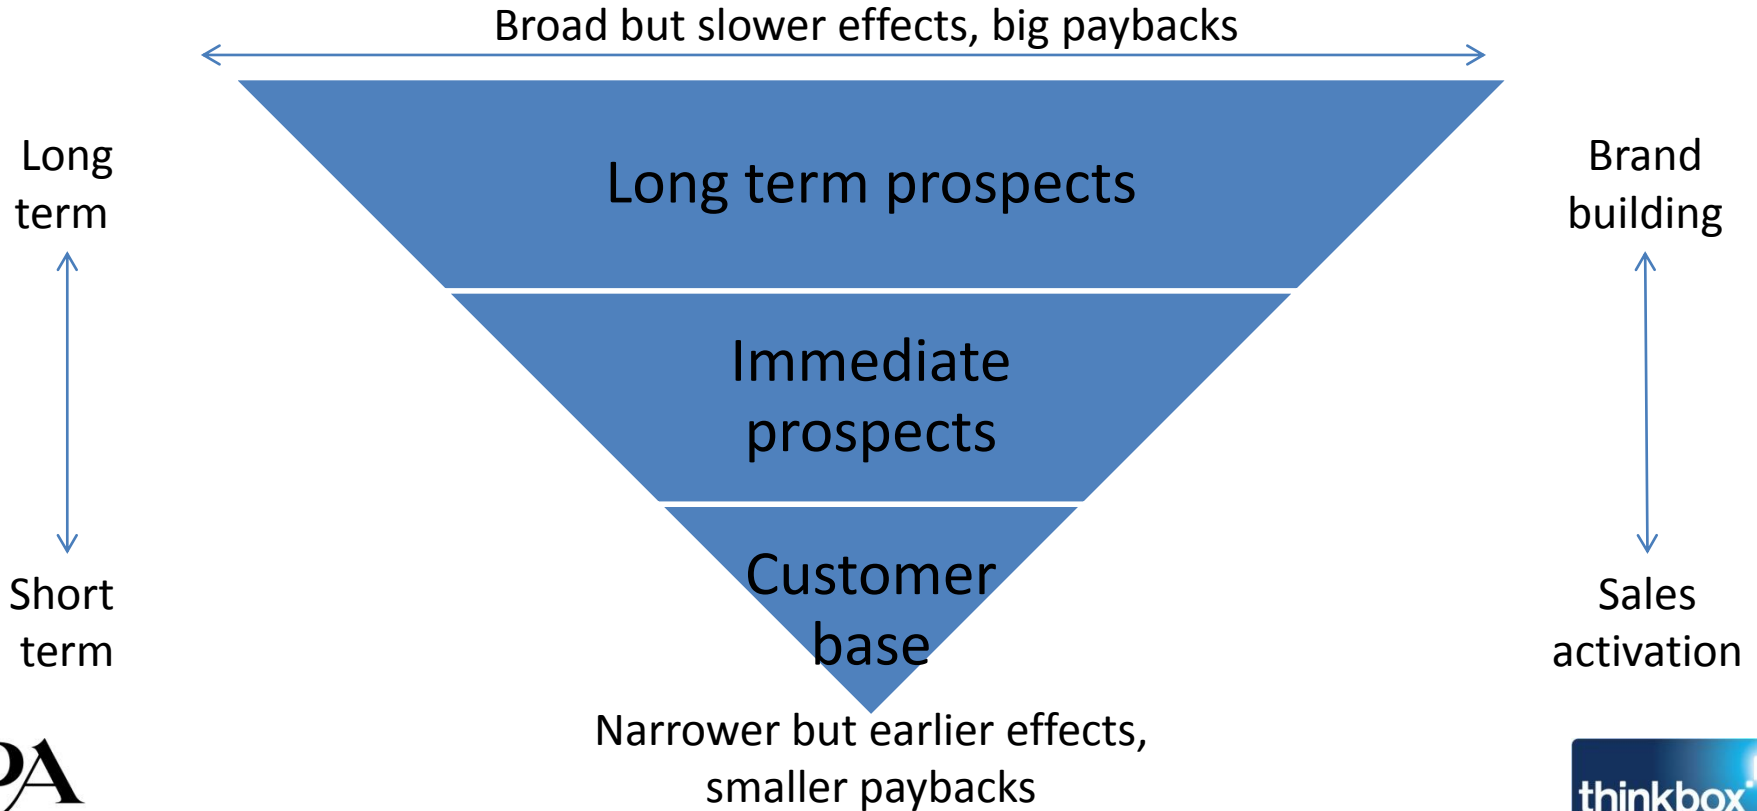 Broad but slower effects, big paybacks
Long
term
Long term prospects
Brand
building
Immediate
prospects
Customer
base
Short
term
Sales
activation
Narrower but earlier effects,
smaller paybacks
PA
thinkbox